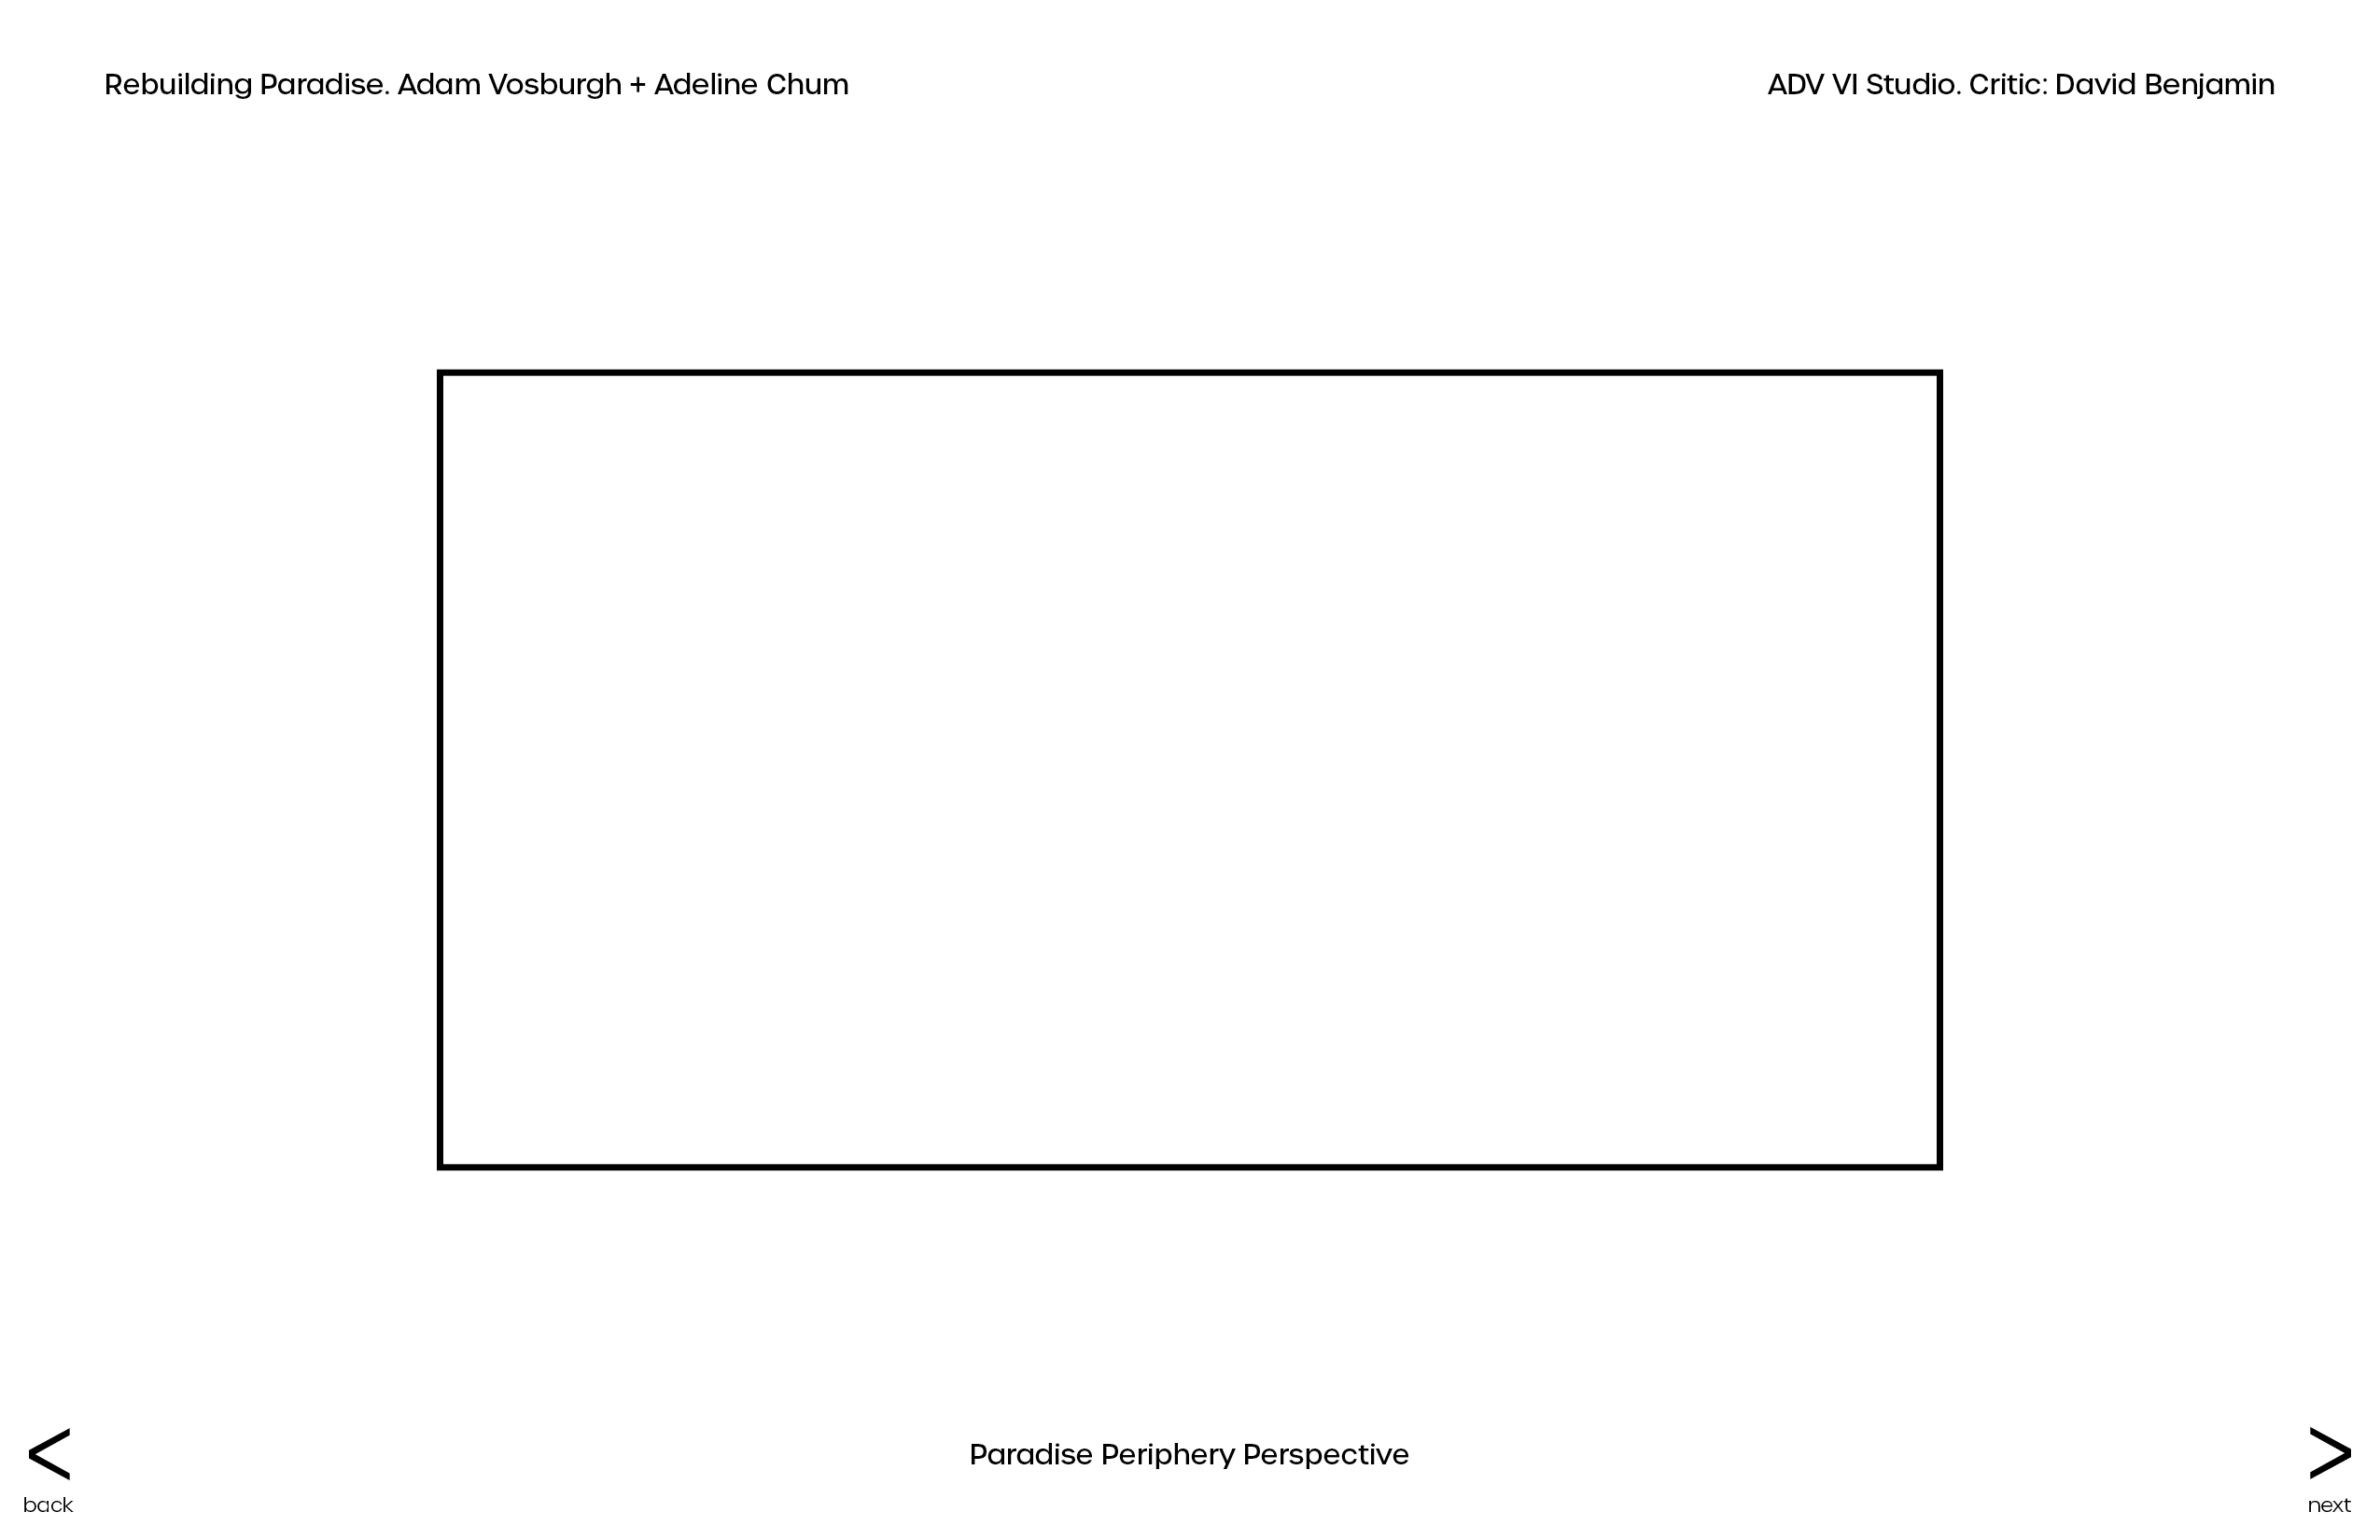 Rebuilding Paradise. Adam Vosburgh + Adeline Chum
ADV VI Studio. Critic: David Benjamin
<
Paradise Periphery Perspective
>
back
next